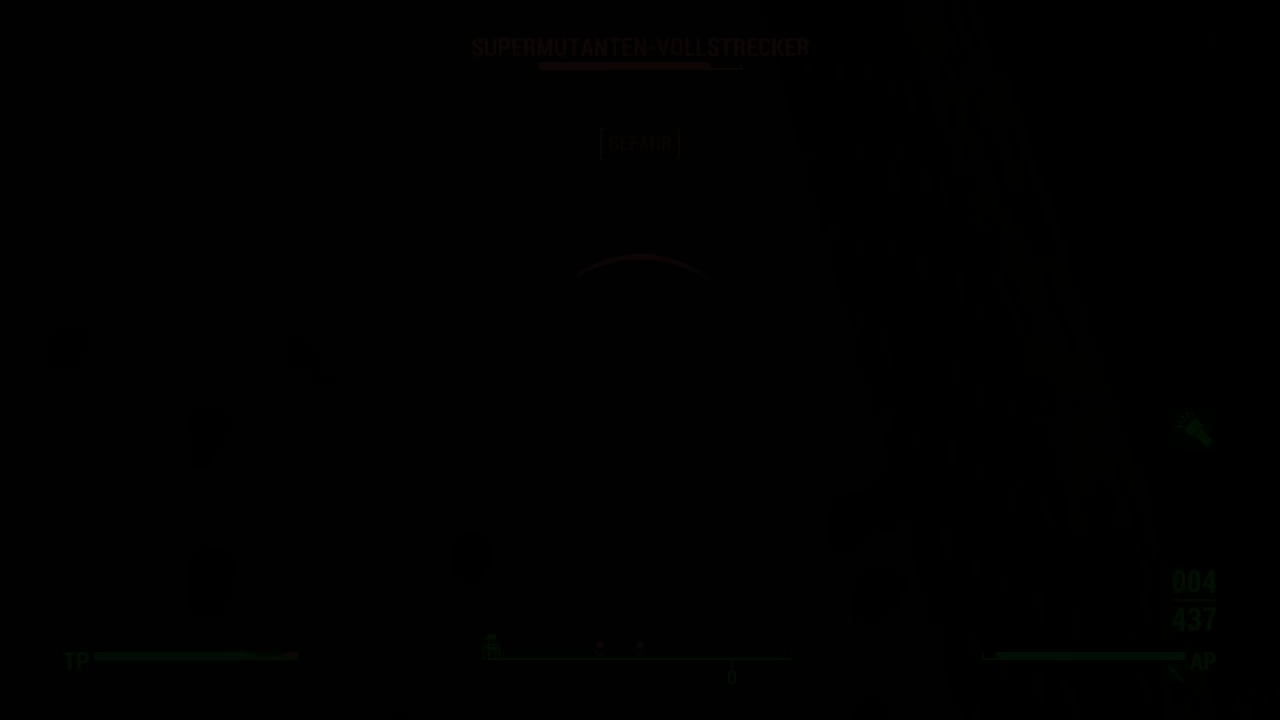 SUPERMUTANTEN-VOLLSTRECKER
[GEFAHR]
004
437
TP
AP
O